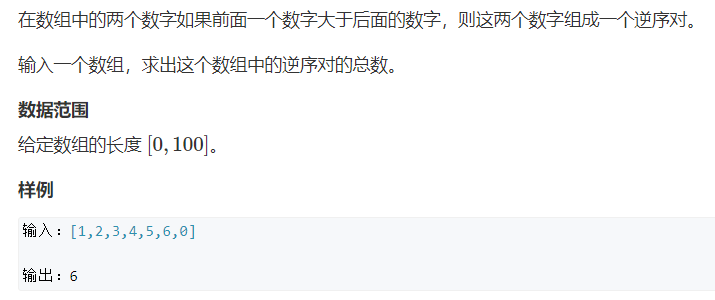 在数组中的两个数字如果前面一个数字大于后面的数字，则这两个数字组成一个逆序对。
输入一个数组，求出这个数组中的逆序对的总数。
数据范围
给定数组的长度 [0,100]。
样例
输入：[1,2,3,4,5,6,0]
输出：6